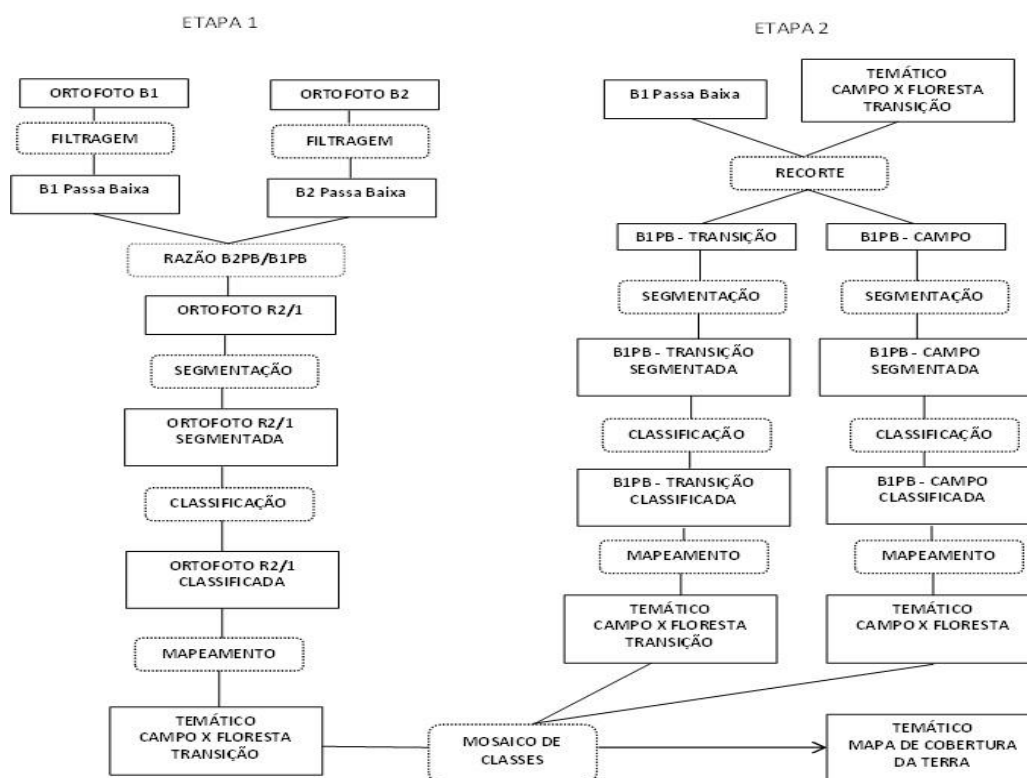 ETAPA 1
ORTOFOTO B1
ORTOFOTO B2
FILTRAGEM
FILTRAGEM
B1 Passa Baixa
B2 Passa Baixa
RAZÃO B2PB/B1PB
ORTOFOTO R2/1
SEGMENTAÇÃO
ORTOFOTO R2/1
SEGMENTADA
CLASSIFICAÇÃO
ORTOFOTO R2/1
CLASSIFICADA
MAPEAMENTO
TEMÁTICO
CAMPO X FLORESTA
TRANSIÇÃO
ETAPA 2
B1 Passa Baixa
TEMÁTICO
CAMPO X FLORESTA
TRANSIÇÃO
RECORTE
B1PB - TRANSIÇÃO
B1PB - CAMPO
SEGMENTAÇÃO
SEGMENTAÇÃO
B1PB - TRANSIÇÃO
SEGMENTADA
B1PB - CAMPO
SEGMENTADA
CLASSIFICAÇÃO
CLASSIFICAÇÃO
B1PB - TRANSIÇÃO
CLASSIFICADA
B1PB - CAMPO
CLASSIFICADA
MAPEAMENTO
MAPEAMENTO
TEMÁTICO
CAMPO X FLORESTA
TRANSIÇÃO
TEMÁTICO
CAMPO X FLORESTA
MOSAICO DE
CLASSES
TEMÁTICO
MAPA DE COBERTURA
DA TERRA